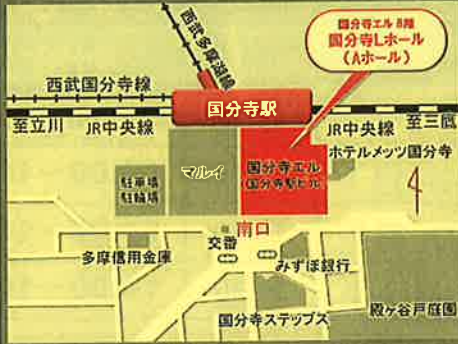 国分寺エル 8階
国分寺Lホール
(Aホール)
西武多摩湖線
西武国分寺線
国分寺駅
至立川
JR中央線
JR中央線
至三鷹
ホテルメッツ国分寺
駐車場
駐輪場
マルイ
国分寺エル
(国分寺駅ビル)
4
南口
交番
多摩信用金庫
みずほ銀行
国分寺ステップス
殿ヶ谷戸庭園